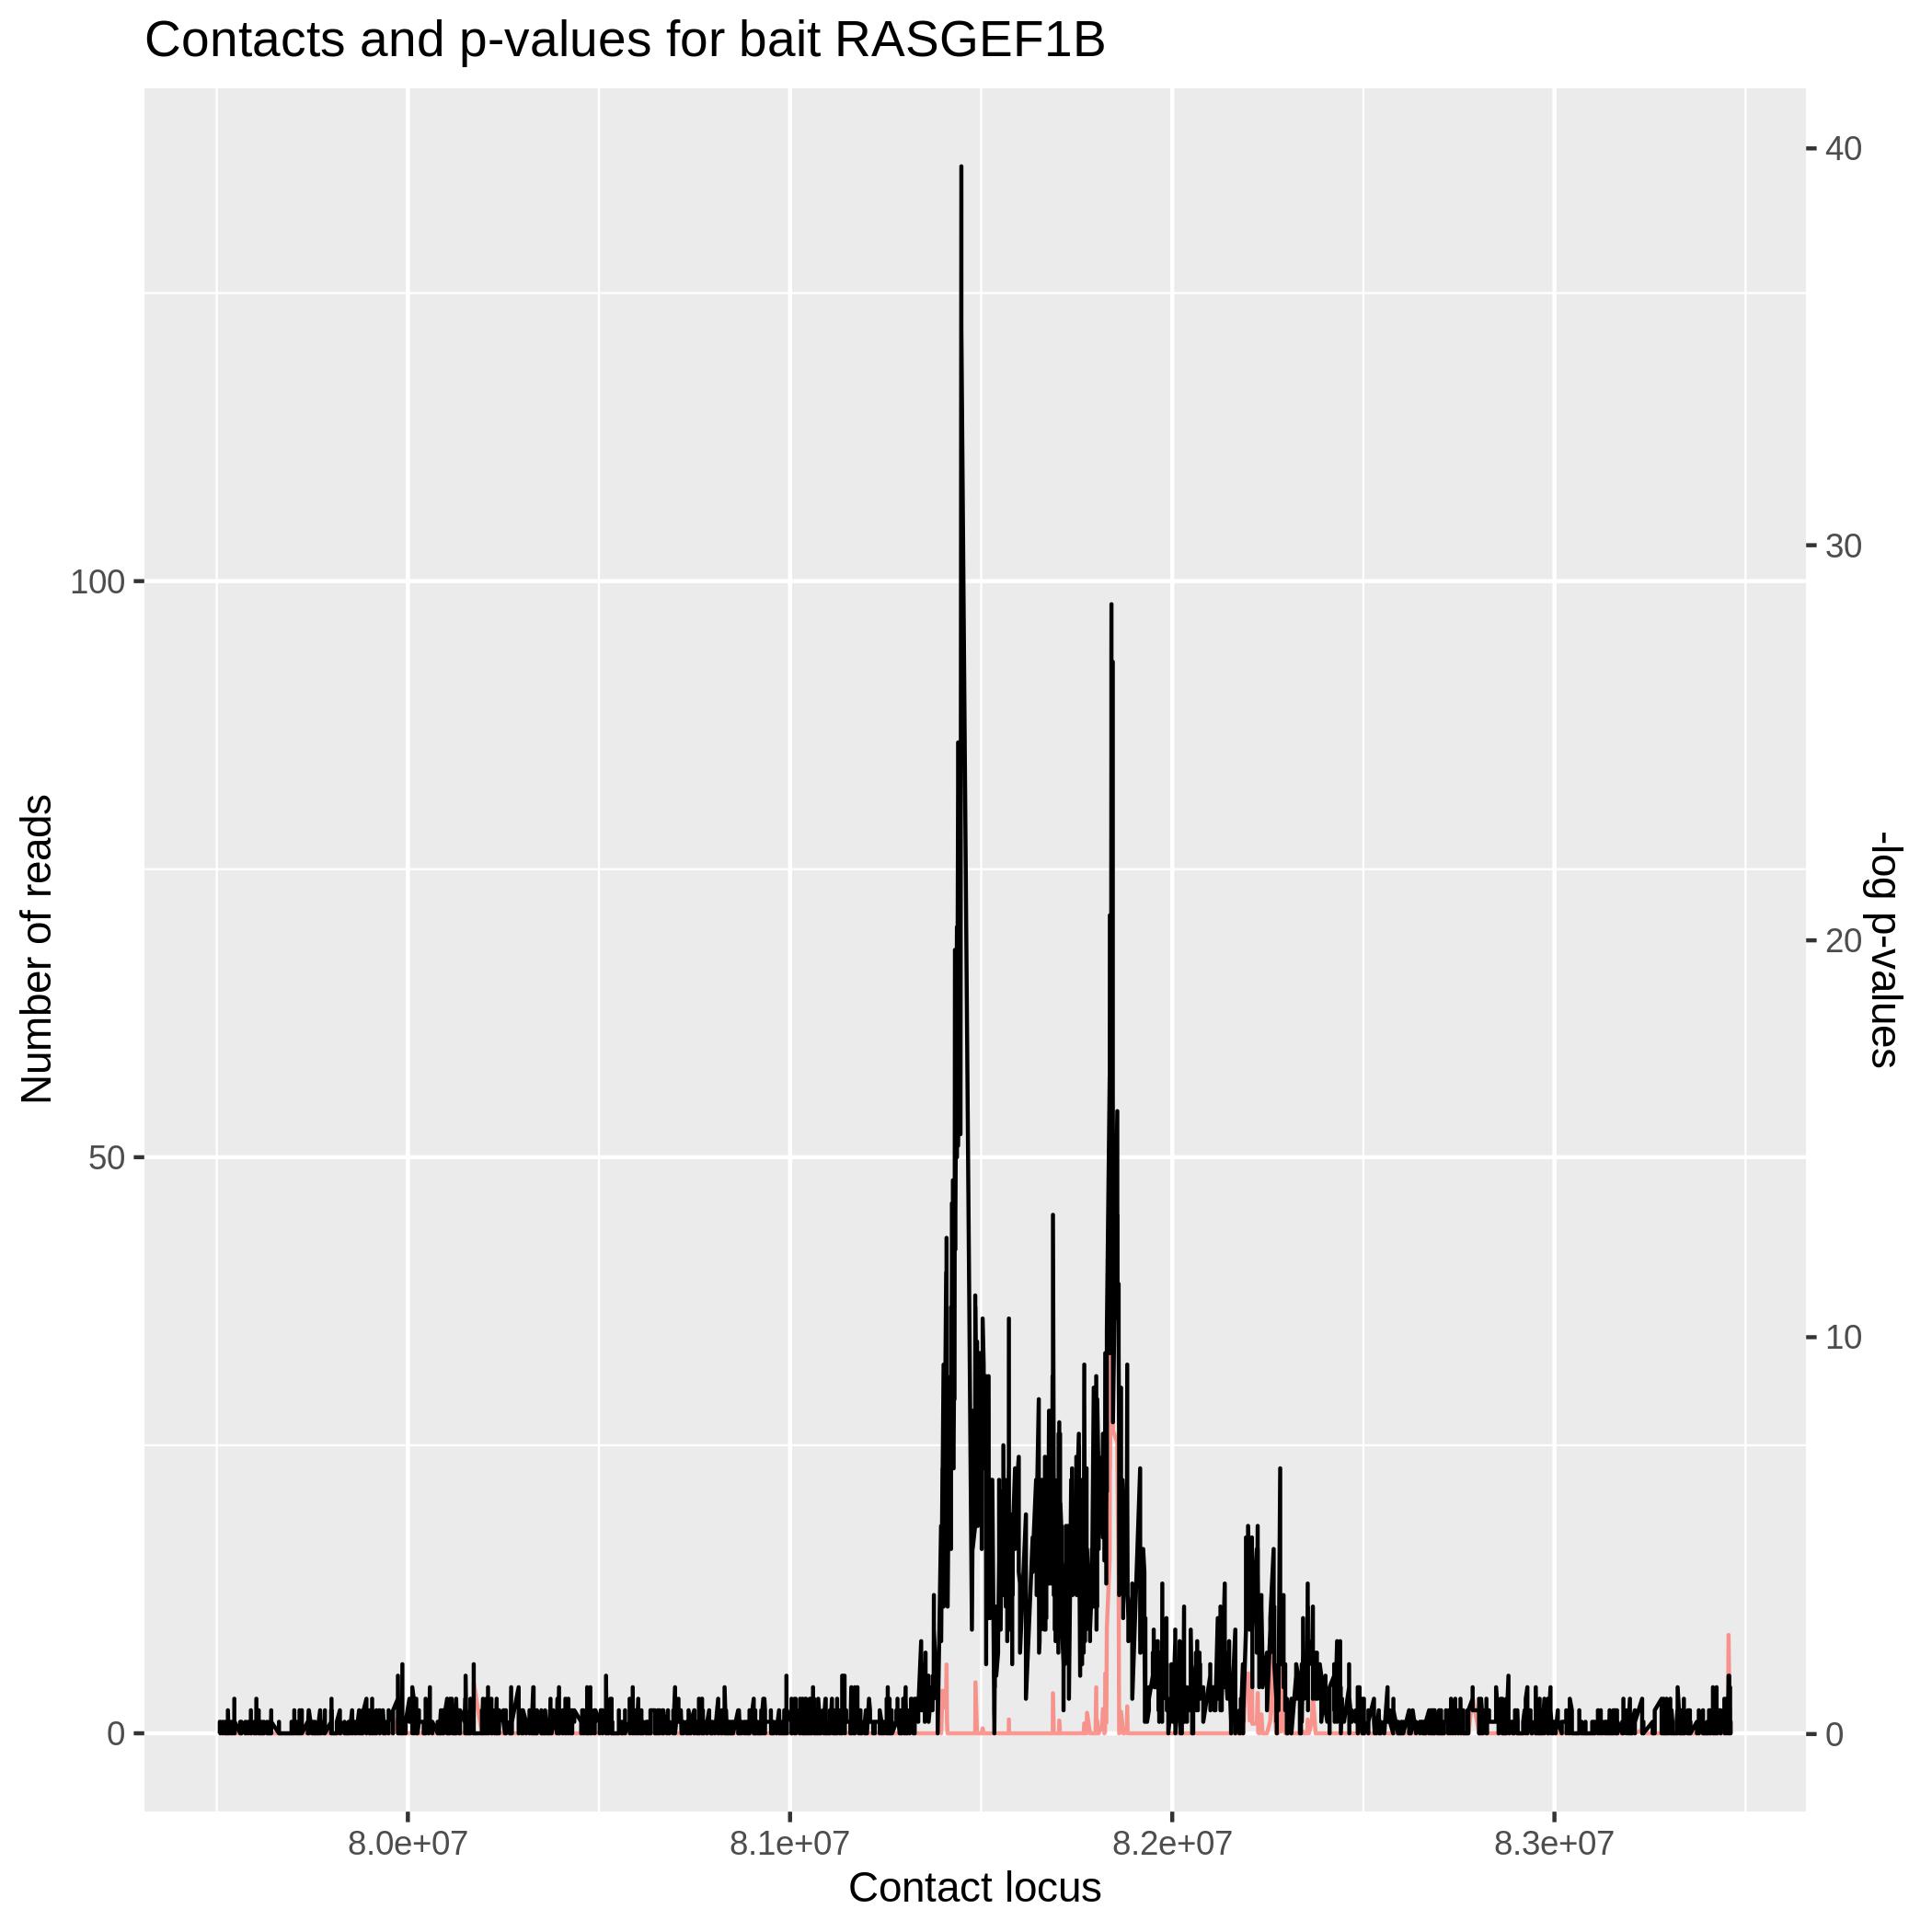 Contacts and p-values for bait RASGEF1B
Number of reads
100
50
0
40
30
20
10
0
-log p-values
8.0e+07
8.1e+07
8.2e+07
8.3e+07
Contact locus